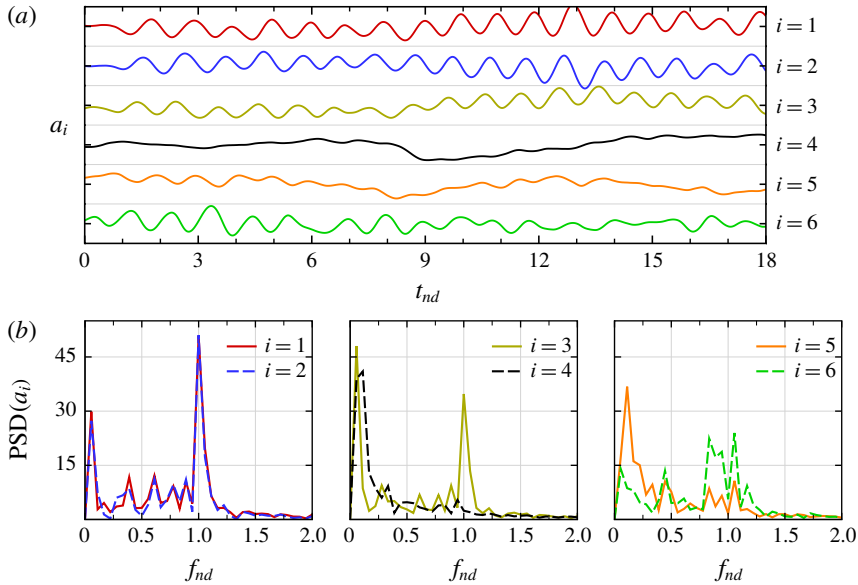 (a)
i = 1
i = 2
i = 3
a_i
i = 4
i = 5
i = 6
0 3 6 9 12 15 18
t_nd
(b)
45 30 15
PSD(a_i)
i = 1
i = 2
i = 3
i = 4
i = 5
i = 6
0 0.5 1.0 1.5 2.0 0 0.5 1.0 1.5 2.0 0 0.5 1.0 1.5 2.0
f_nd f_nd f_nd